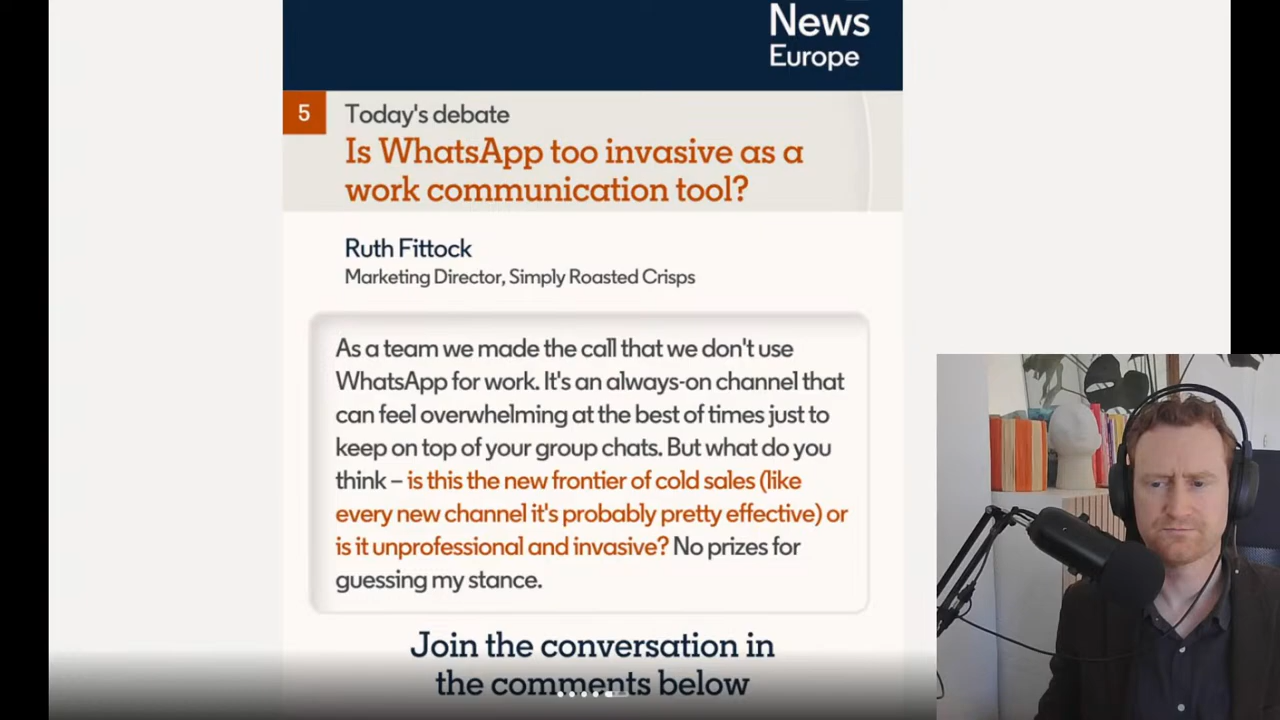 News
Europe
5
Today's debate
Is WhatsApp too invasive as a
work communication tool?
Ruth Fittock
Marketing Director, Simply Roasted Crisps
As a team we made the call that we don't use
WhatsApp for work. It's an always-on channel that
can feel overwhelming at the best of times just to
keep on top of your group chats. But what do you
think – is this the new frontier of cold sales (like
every new channel it's probably pretty effective) or
is it unprofessional and invasive? No prizes for
guessing my stance.
Join the conversation in
the comments below